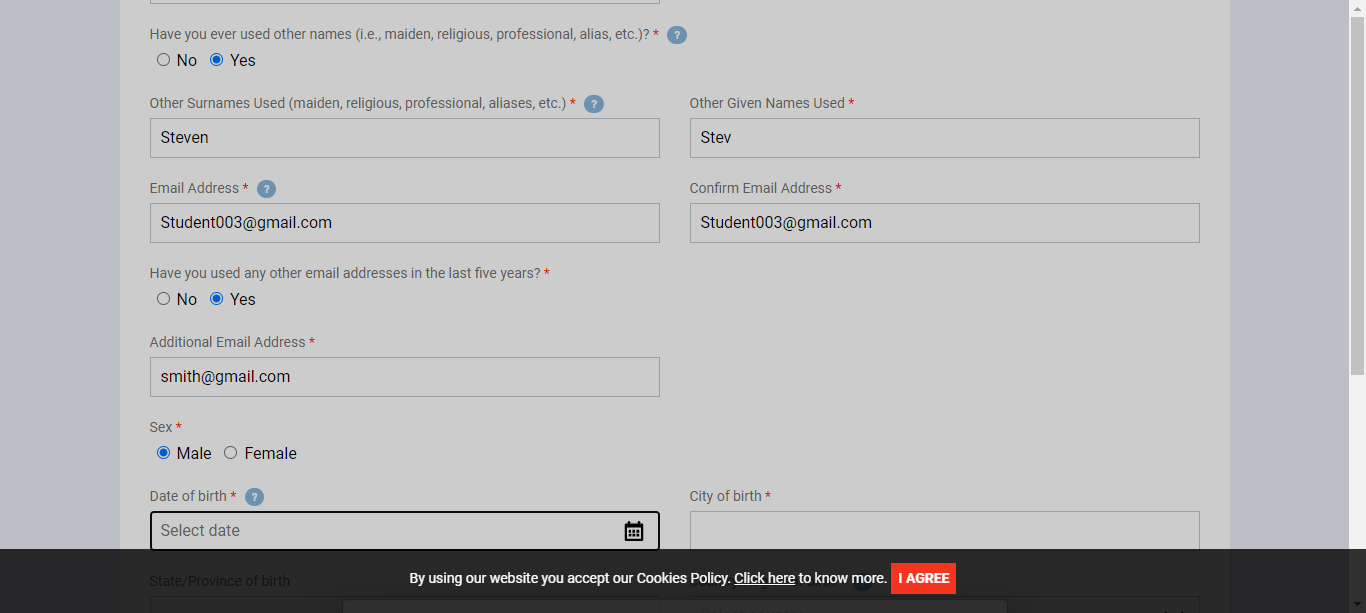 Have you ever used other names (i.e., maiden, religious, professional, alias, etc.)? * ?
No Yes
Other Surnames Used (maiden, religious, professional, aliases, etc.) * ?
Other Given Names Used *
Steven
Stev
Email Address * ?
Confirm Email Address *
Student003@gmail.com
Student003@gmail.com
Have you used any other email addresses in the last five years? *
No Yes
Additional Email Address *
smith@gmail.com
Sex *
Male Female
Date of birth * ?
City of birth *
Select date
State/Province of birth
By using our website you accept our Cookies Policy. Click here to know more. I AGREE